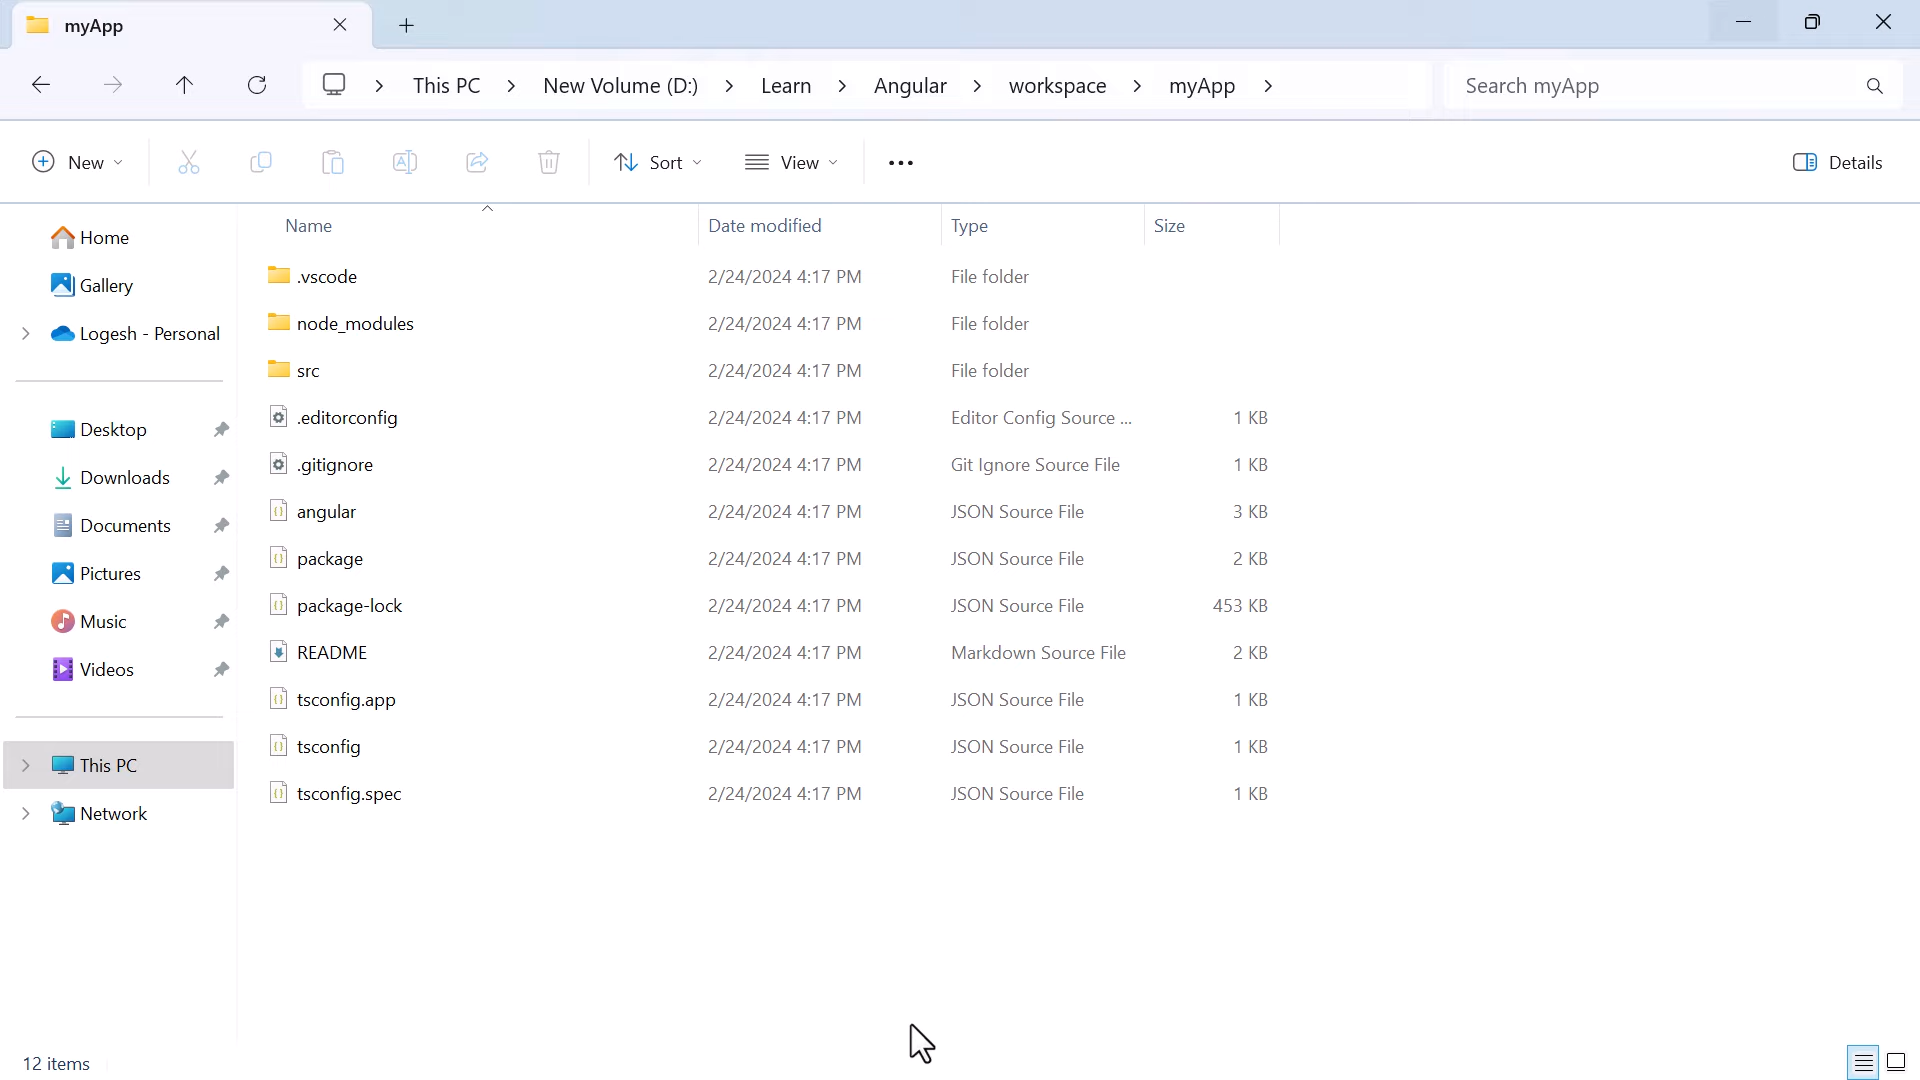 myApp
This PC New Volume (D:) Learn Angular workspace myApp Search myApp
New Sort View Details
Name Date modified Type Size
Home
Gallery
Logesh - Personal
Desktop
Downloads
Documents
Pictures
Music
Videos
This PC
Network
.vscode 2/24/2024 4:17 PM File folder
node_modules 2/24/2024 4:17 PM File folder
src 2/24/2024 4:17 PM File folder
.editorconfig 2/24/2024 4:17 PM Editor Config Source ... 1 KB
.gitignore 2/24/2024 4:17 PM Git Ignore Source File 1 KB
angular 2/24/2024 4:17 PM JSON Source File 3 KB
package 2/24/2024 4:17 PM JSON Source File 2 KB
package-lock 2/24/2024 4:17 PM JSON Source File 453 KB
README 2/24/2024 4:17 PM Markdown Source File 2 KB
tsconfig.app 2/24/2024 4:17 PM JSON Source File 1 KB
tsconfig 2/24/2024 4:17 PM JSON Source File 1 KB
tsconfig.spec 2/24/2024 4:17 PM JSON Source File 1 KB
12 items